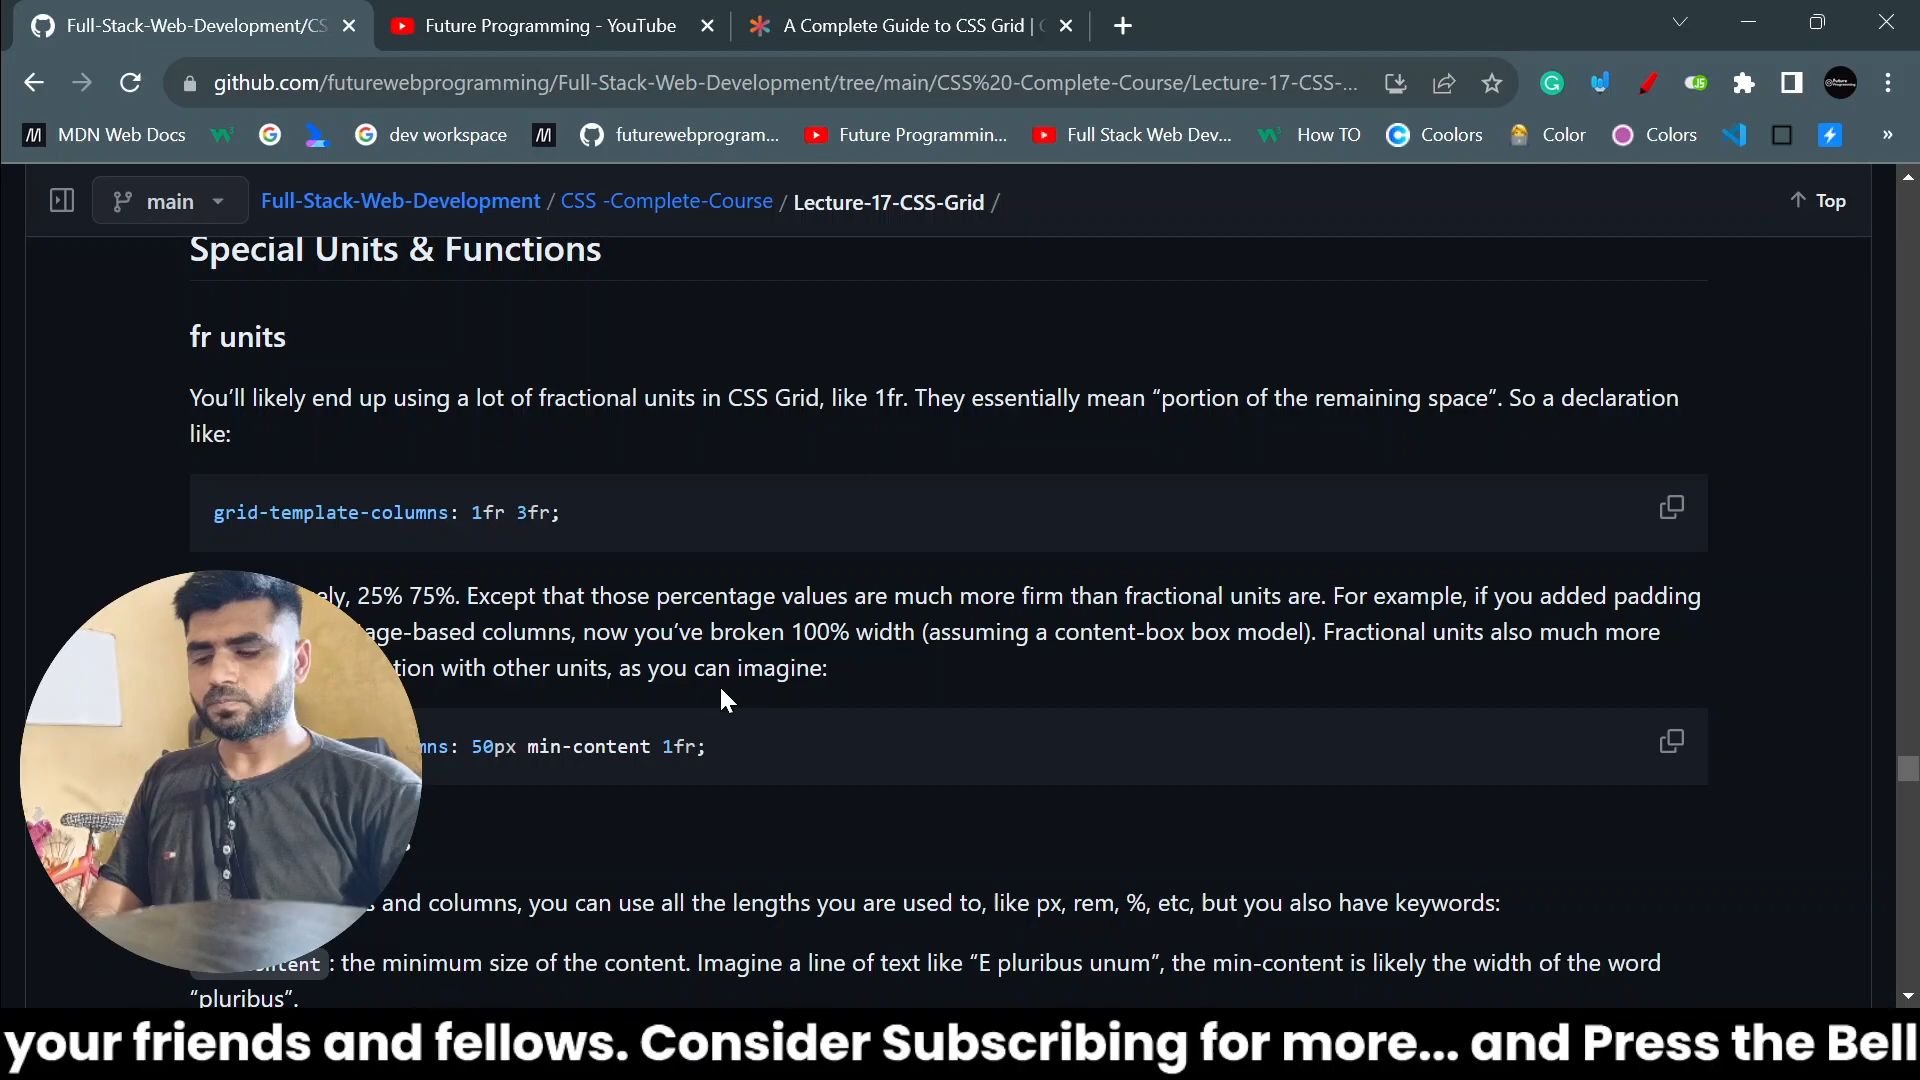 Full-Stack-Web-Development/CS
Future Programming - YouTube
A Complete Guide to CSS Grid |
github.com/futurewebprogramming/Full-Stack-Web-Development/tree/main/CSS%20-Complete-Course/Lecture-17-CSS-...
MDN Web Docs
dev workspace
futurewebprogram...
Future Programmin...
Full Stack Web Dev...
How TO
Coolors
Color
Colors
»
main
Full-Stack-Web-Development / CSS -Complete-Course / Lecture-17-CSS-Grid /
Top
Special Units & Functions
fr units
You’ll likely end up using a lot of fractional units in CSS Grid, like 1fr. They essentially mean “portion of the remaining space”. So a declaration
like:
grid-template-columns: 1fr 3fr;
25% 75%. Except that those percentage values are much more firm than fractional units are. For example, if you added padding
age-based columns, now you’ve broken 100% width (assuming a content-box box model). Fractional units also much more
tion with other units, as you can imagine:
mns: 50px min-content 1fr;
and columns, you can use all the lengths you are used to, like px, rem, %, etc, but you also have keywords:
: the minimum size of the content. Imagine a line of text like “E pluribus unum”, the min-content is likely the width of the word
“pluribus”.
your friends and fellows. Consider Subscribing for more... and Press the Bell